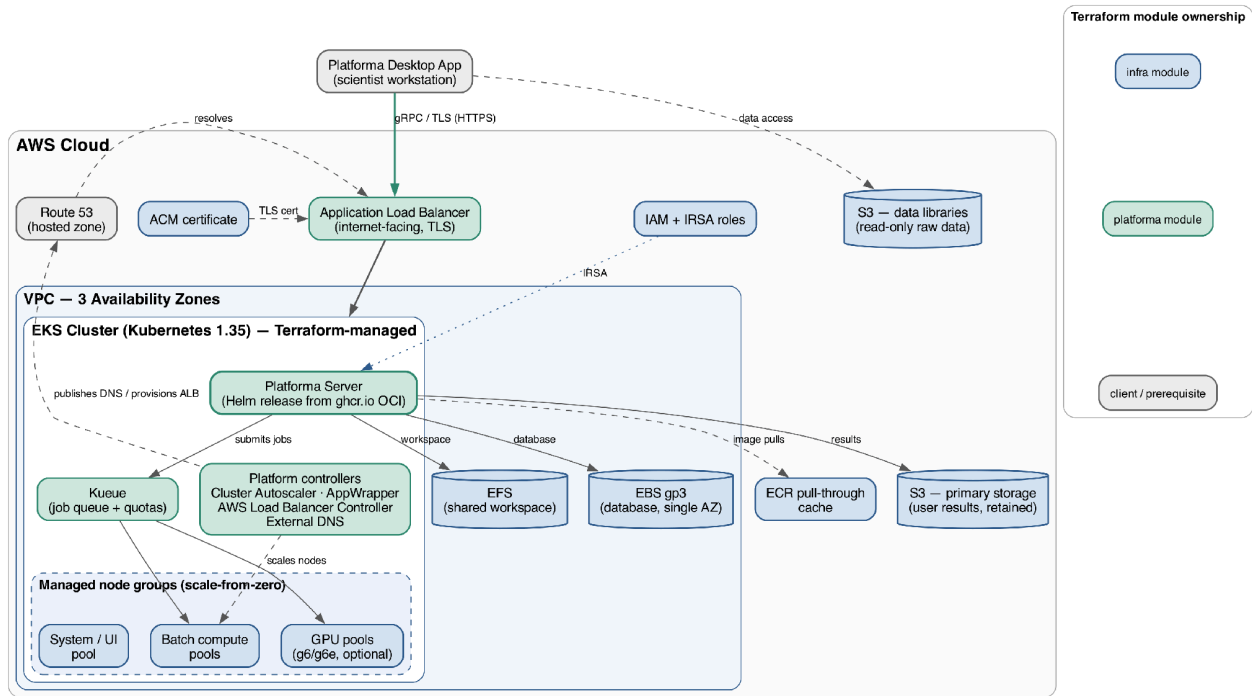 Terraform module ownership
infra module
platforma module
client / prerequisite
Platforma Desktop App
(scientist workstation)
resolves
gRPC / TLS (HTTPS)
data access
AWS Cloud
Route 53
(hosted zone)
ACM certificate
TLS cert
Application Load Balancer
(internet-facing, TLS)
IAM + IRSA roles
S3 — data libraries
(read-only raw data)
IRSA
VPC — 3 Availability Zones
EKS Cluster (Kubernetes 1.35) — Terraform-managed
publishes DNS / provisions ALB
Platforma Server
(Helm release from ghcr.io OCI)
submits jobs
workspace
database
image pulls
results
Kueue
(job queue + quotas)
Platform controllers
Cluster Autoscaler · AppWrapper
AWS Load Balancer Controller
External DNS
EFS
(shared workspace)
EBS gp3
(database, single AZ)
ECR pull-through
cache
S3 — primary storage
(user results, retained)
scales nodes
Managed node groups (scale-from-zero)
System / UI
pool
Batch compute
pools
GPU pools
(g6/g6e, optional)